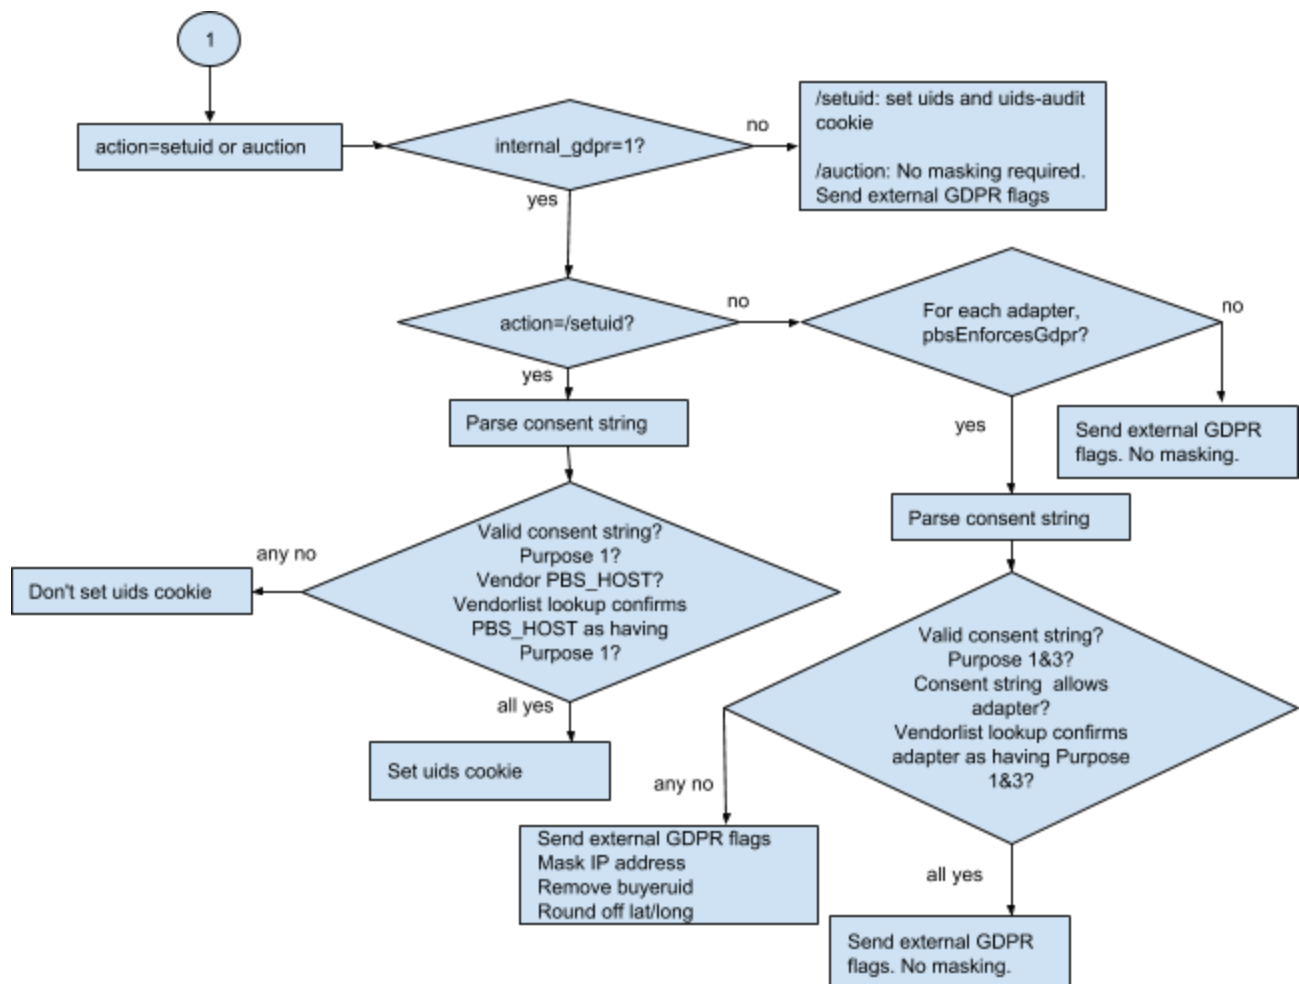 1
action=setuid or auction
internal_gdpr=1?
no
/setuid: set uids and uids-audit
cookie
/auction: No masking required.
Send external GDPR flags
yes
action=/setuid?
no
For each adapter,
pbsEnforcesGdpr?
no
yes
Parse consent string
yes
Send external GDPR
flags. No masking.
Parse consent string
Valid consent string?
Purpose 1?
Vendor PBS_HOST?
Vendorlist lookup confirms
PBS_HOST as having
Purpose 1?
any no
Don't set uids cookie
all yes
Set uids cookie
Valid consent string?
Purpose 1&3?
Consent string allows
adapter?
Vendorlist lookup confirms
adapter as having Purpose
1&3?
any no
Send external GDPR flags
Mask IP address
Remove buyeruid
Round off lat/long
all yes
Send external GDPR
flags. No masking.